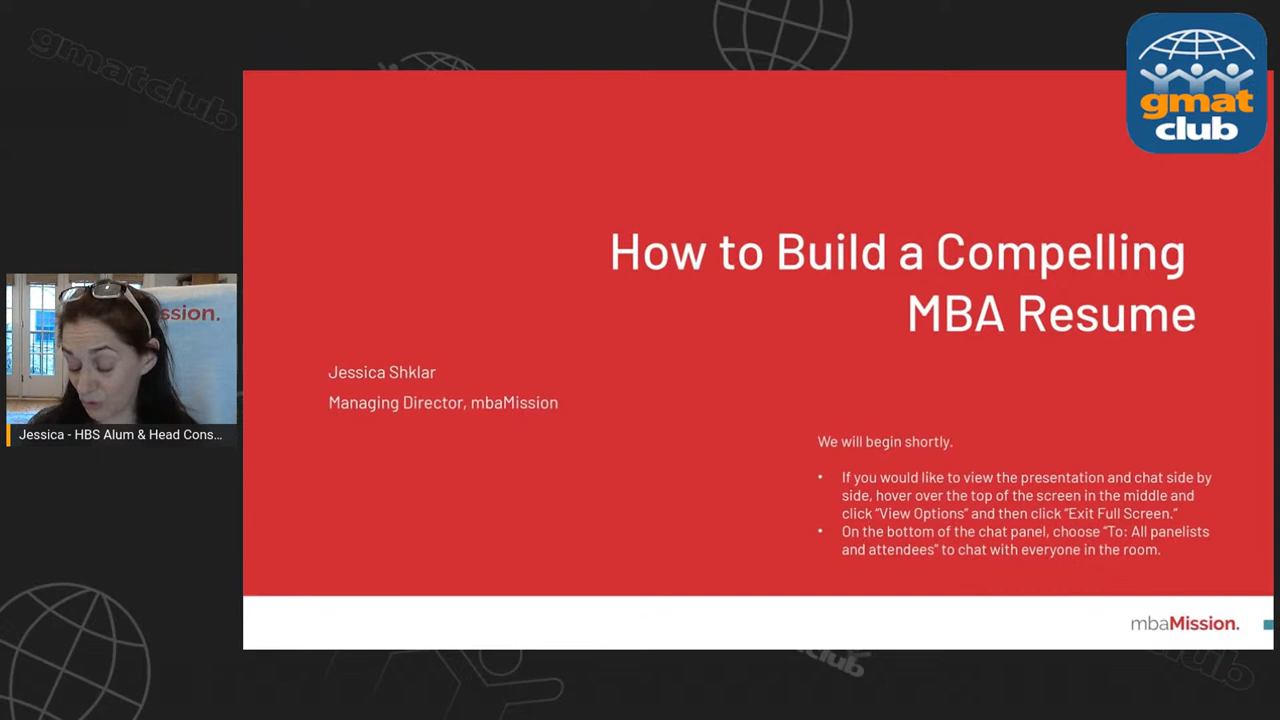 gmatclub
gmat
club
How to Build a Compelling
MBA Resume
ssion.
Jessica Shklar
Managing Director, mbaMission
Jessica - HBS Alum & Head Cons...
We will begin shortly.
• If you would like to view the presentation and chat side by
side, hover over the top of the screen in the middle and
click “View Options” and then click “Exit Full Screen.”
• On the bottom of the chat panel, choose “To: All panelists
and attendees” to chat with everyone in the room.
mbaMission.
club